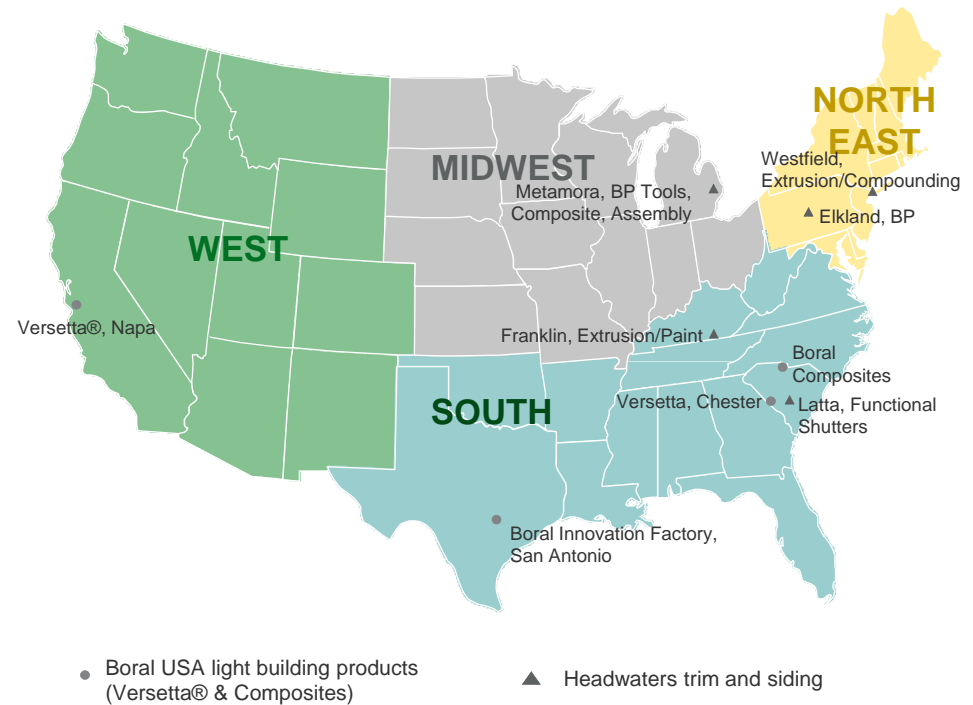 NORTH
EAST
Westfield,
Extrusion/Compounding
MIDWEST
Metamora, BP Tools,
Composite, Assembly
Elkland, BP
WEST
Versetta®, Napa
Franklin, Extrusion/Paint
Boral
Composites
SOUTH
Versetta, Chester
Latta, Functional
Shutters
Boral Innovation Factory,
San Antonio
Boral USA light building products
(Versetta® & Composites)
Headwaters trim and siding